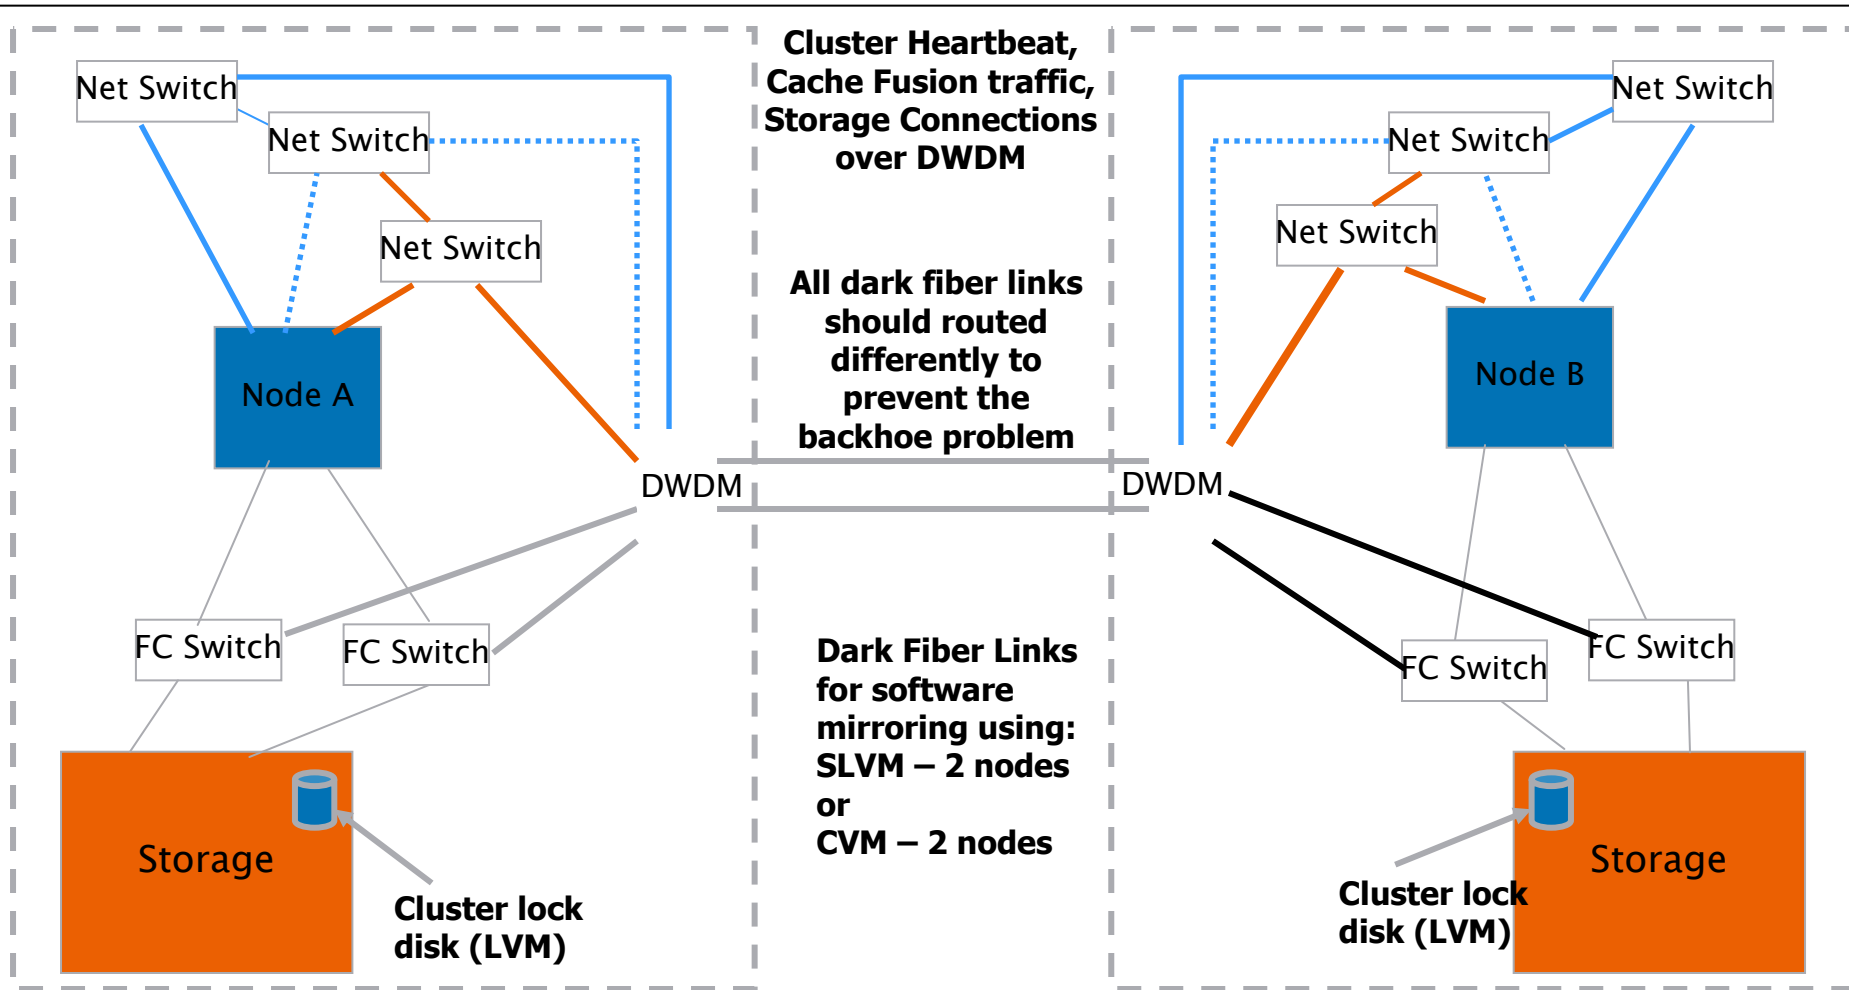 Cluster Heartbeat,
Cache Fusion traffic,
Storage Connections
over DWDM
Net Switch
Net Switch
Net Switch
Net Switch
Net Switch
Net Switch
All dark fiber links
should routed
differently to
prevent the
backhoe problem
Node A
Node B
DWDM
DWDM
FC Switch
FC Switch
FC Switch
FC Switch
Dark Fiber Links
for software
mirroring using:
SLVM – 2 nodes
or
CVM – 2 nodes
Storage
Storage
Cluster lock
disk (LVM)
Cluster lock
disk (LVM)